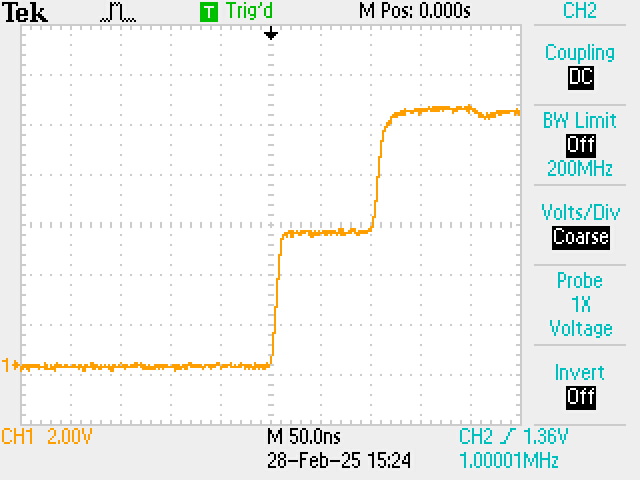 Tek T Trig'd M Pos: 0.000s CH2
Coupling
DC
BW Limit
Off
200MHz
Volts/Div
Coarse
Probe
1X
Voltage
Invert
Off
1
CH1 2.00V M 50.0ns CH2 1.36V
28-Feb-25 15:24 1.00001MHz